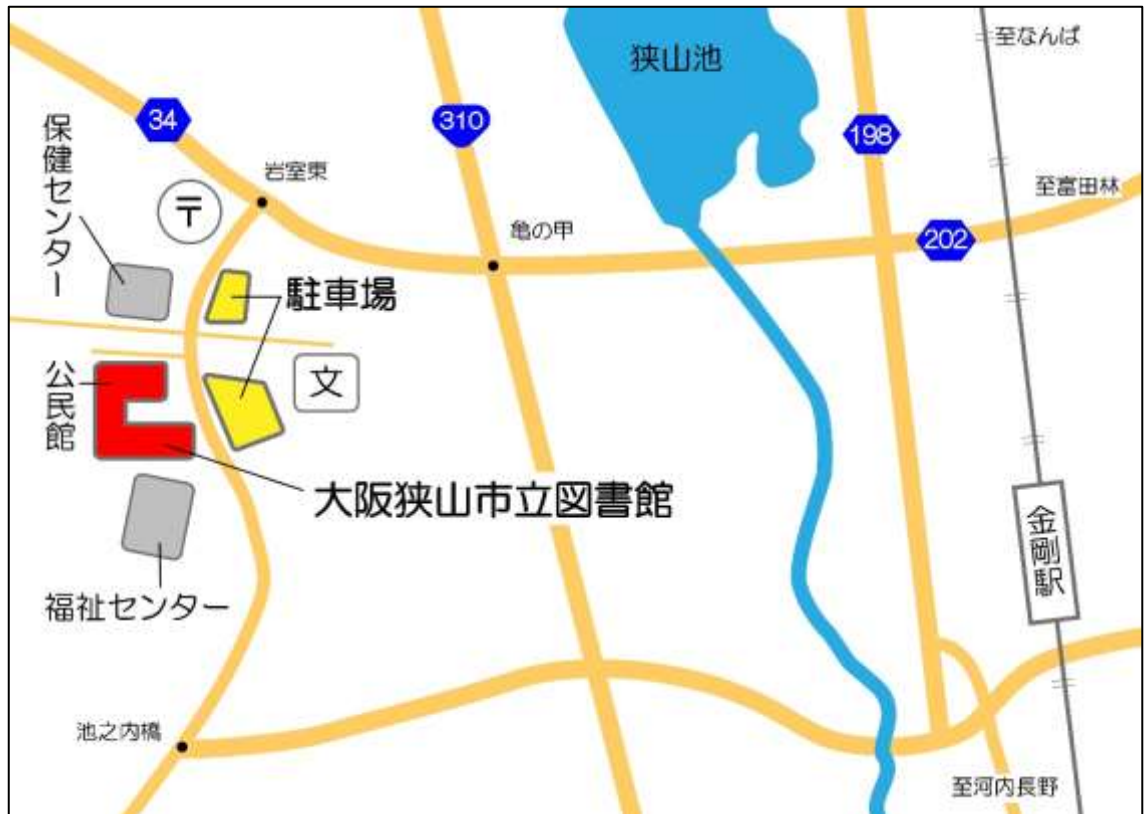 狭山池
至なんば
34
310
198
保健センター
岩室東
〒
至富田林
亀の甲
202
駐車場
公民館
文
大阪狭山市立図書館
金剛駅
福祉センター
池之内橋
至河内長野